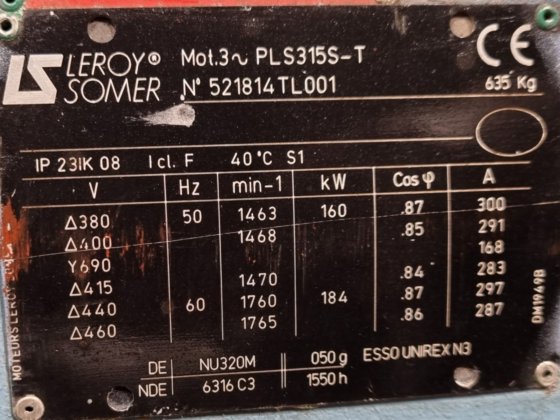 LEROY® SOMER
Mot.3~ PLS315S-T
N° 521814TL001
CE
635 Kg
IP 23IK 08 I cl. F 40°C S1
V Hz min-1 kW Cos φ A
Δ380 50 1463 160 .87 300
Δ400 1468 .85 291
Y690 168
Δ415 1470 .84 283
Δ440 60 1760 184 .87 297
Δ460 1765 .86 287
DE NU320M 050 g ESSO UNIREX N3
NDE 6316 C3 1550 h
MOTEURS LEROY
DM1949B